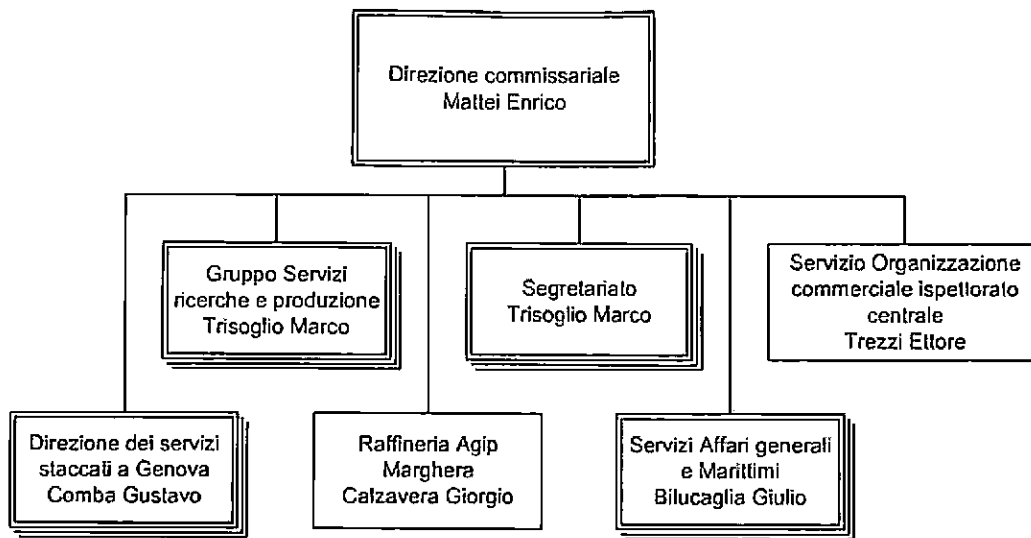 Direzione commissariale
Mattei Enrico
Gruppo Servizi
ricerche e produzione
Trisoglio Marco
Segretariato
Trisoglio Marco
Servizio Organizzazione
commerciale ispettorato
centrale
Trezzi Ettore
Direzione dei servizi
staccati a Genova
Comba Gustavo
Raffineria Agip
Marghera
Calzavera Giorgio
Servizi Affari generali
e Marittimi
Bilucaglia Giulio